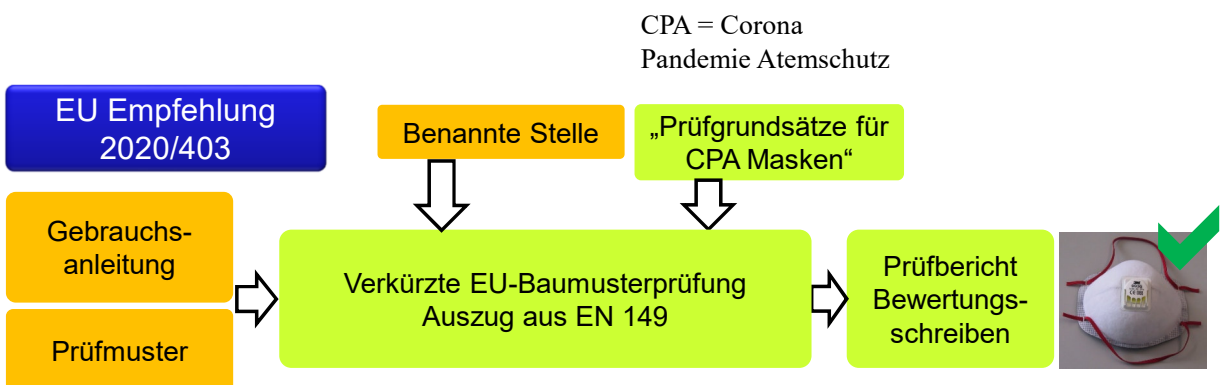 CPA = Corona
Pandemie Atemschutz
EU Empfehlung
2020/403
Benannte Stelle
„Prüfgrundsätze für
CPA Masken“
Gebrauchs-
anleitung
Prüfmuster
Verkürzte EU-Baumusterprüfung
Auszug aus EN 149
Prüfbericht
Bewertungs-
schreiben